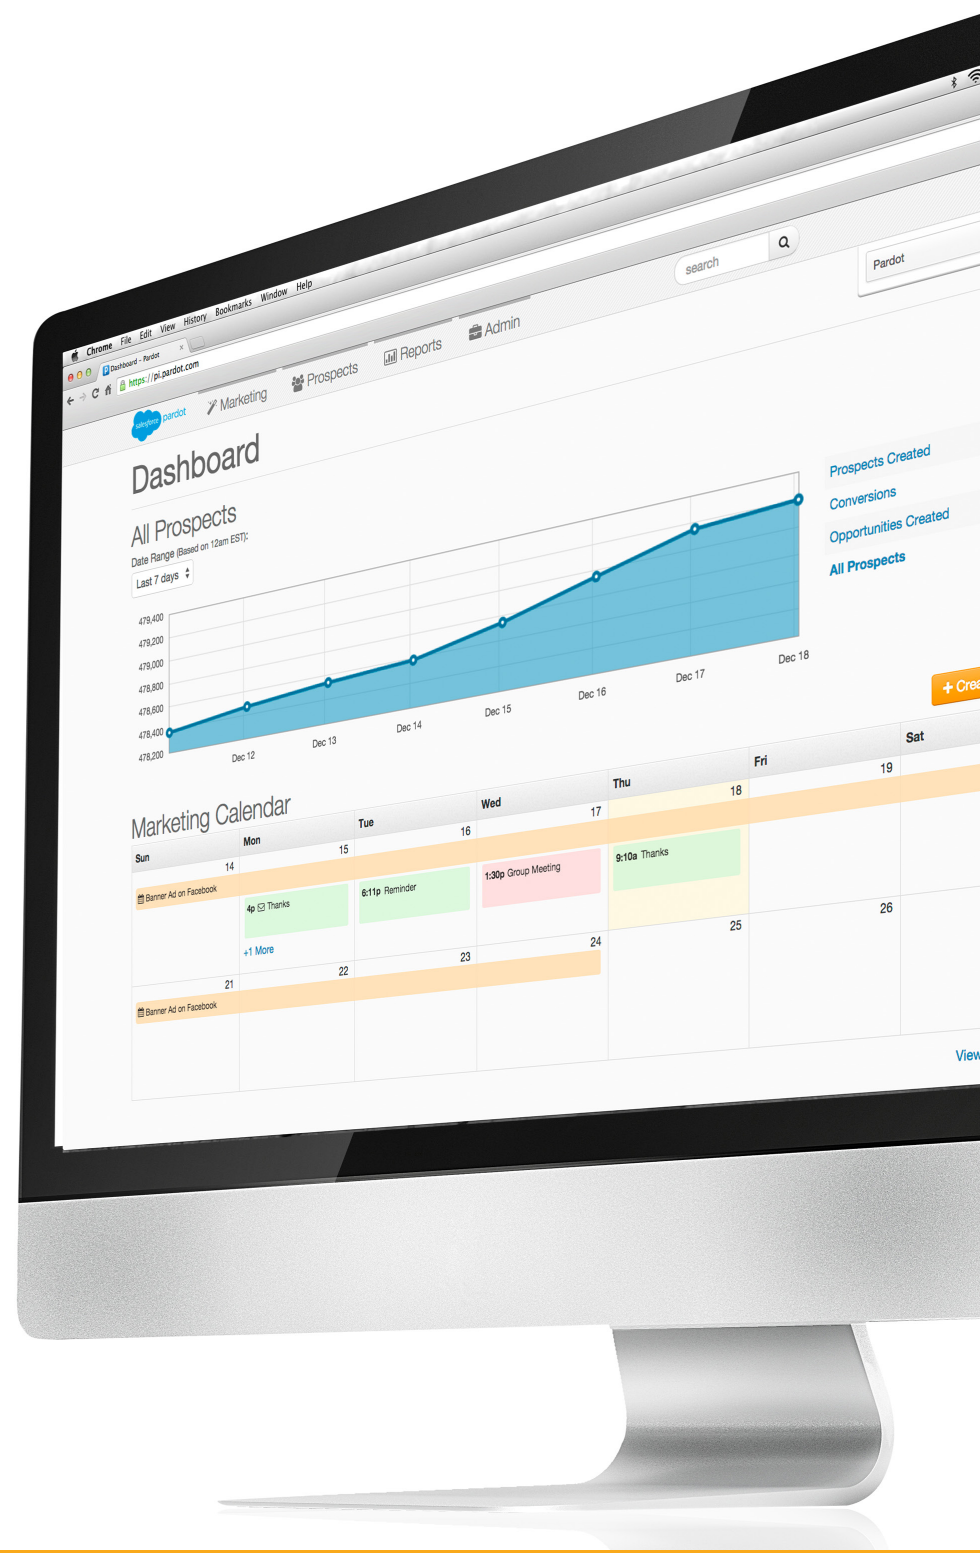 Chrome File Edit View History Bookmarks Window Help
Dashboard - Pardot
https://pi.pardot.com
search
Pardot
salesforce pardot
Marketing
Prospects
Reports
Admin
Dashboard
All Prospects
Date Range (Based on 12am EST):
Last 7 days
479,400
479,200
479,000
478,800
478,600
478,400
478,200
Dec 12
Dec 13
Dec 14
Dec 15
Dec 16
Dec 17
Dec 18
Prospects Created
Conversions
Opportunities Created
All Prospects
+ Crea
Marketing Calendar
Sun Mon Tue Wed Thu Fri Sat
14 15 16 17 18 19
Banner Ad on Facebook
4p Thanks
+1 More
6:11p Reminder
1:30p Group Meeting
9:10a Thanks
21 22 23 24 25 26
Banner Ad on Facebook
View